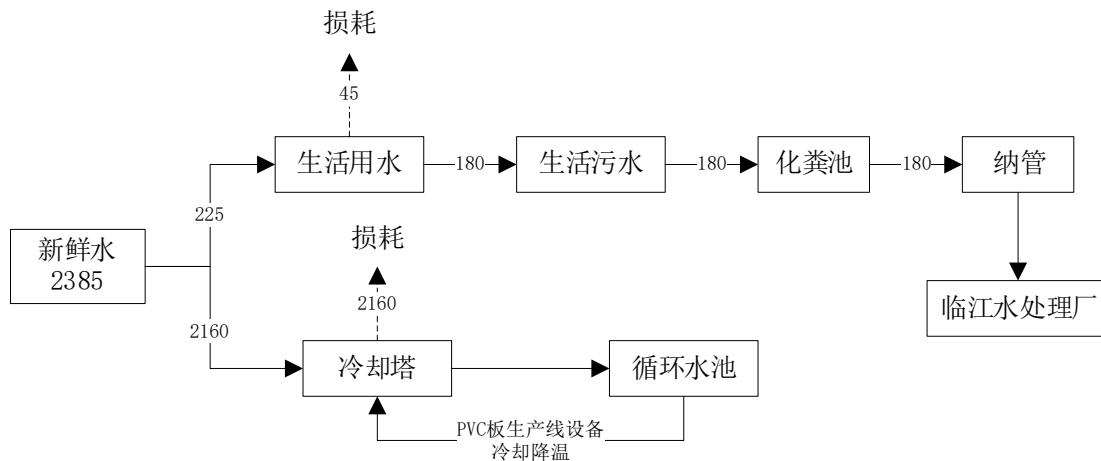 损耗
45
生活用水
180
生活污水
180
化粪池
180
纳管
225
新鲜水
2385
损耗
2160
临江水处理厂
2160
冷却塔
循环水池
PVC板生产线设备
冷却降温